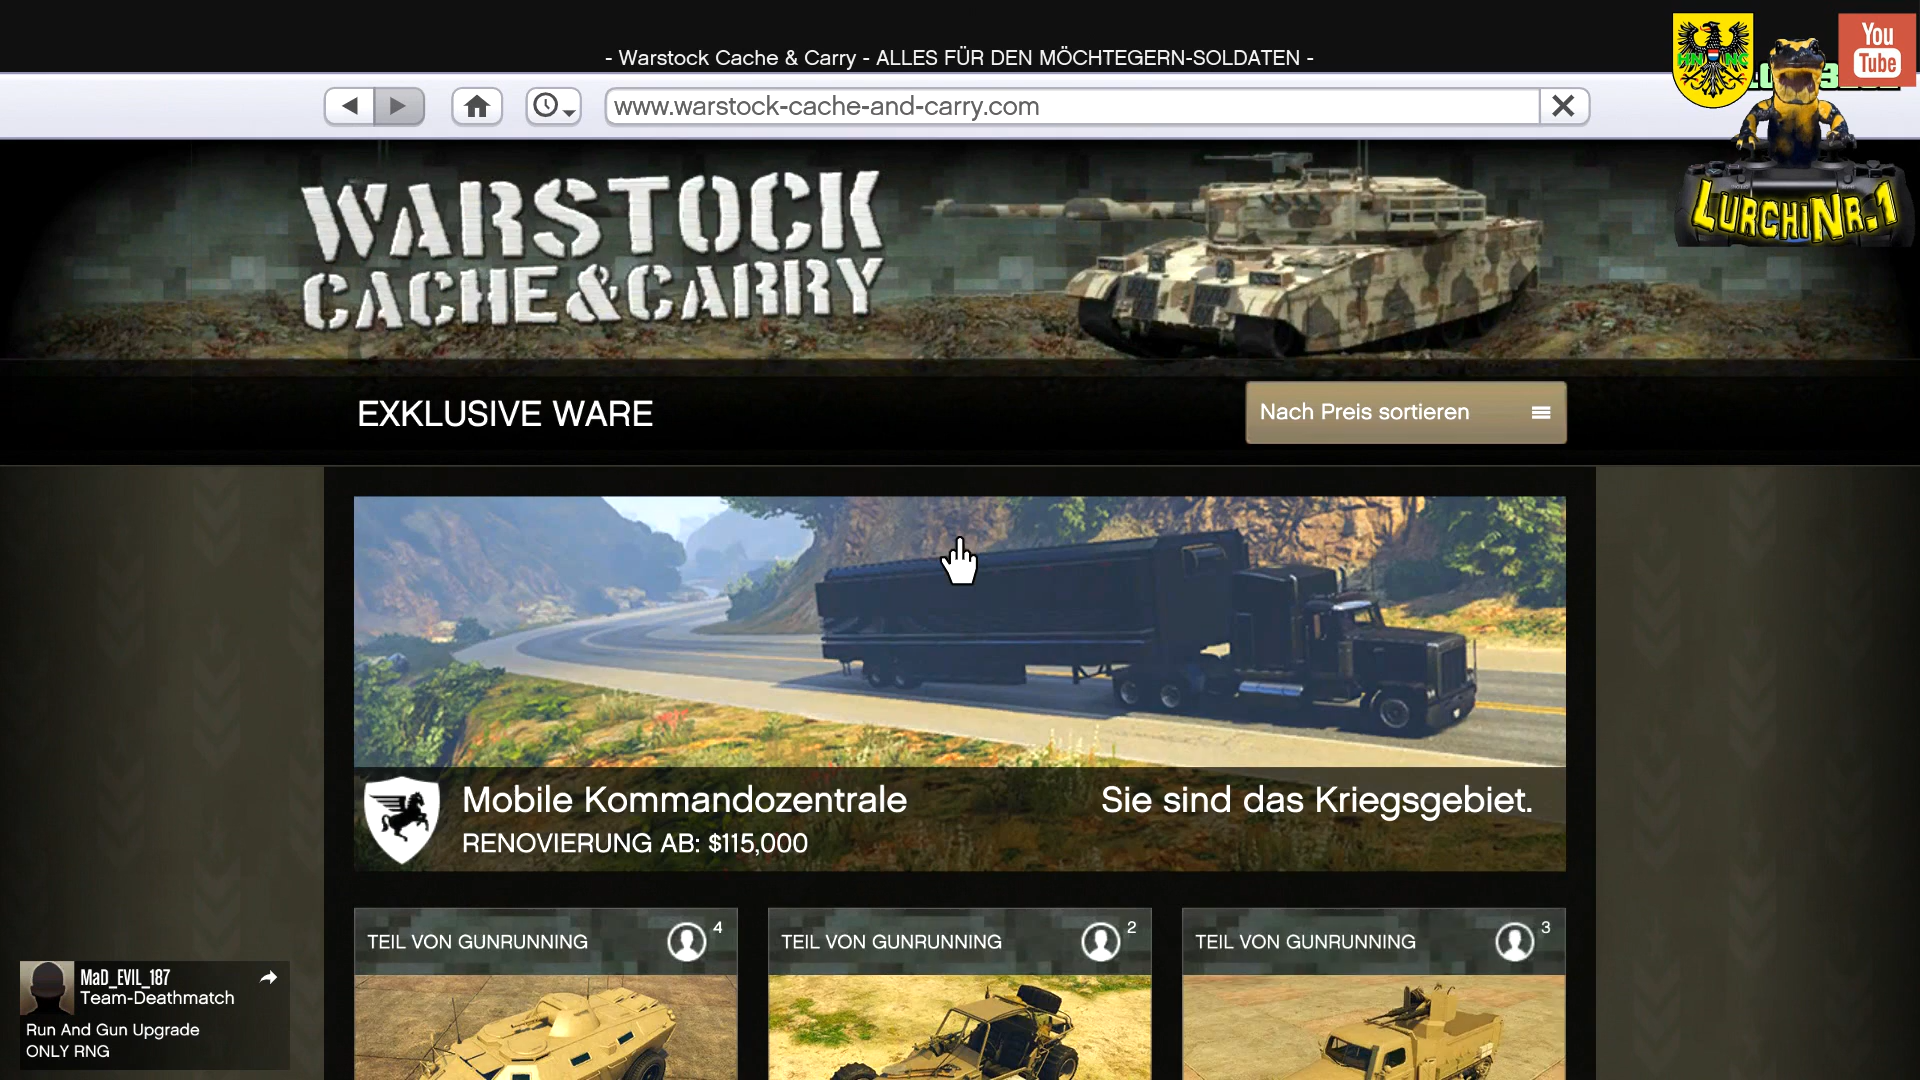 - Warstock Cache & Carry - ALLES FÜR DEN MÖCHTEGERN-SOLDATEN -
www.warstock-cache-and-carry.com
You
Tube
LURCHINR.1
WARSTOCK
CACHE&CARRY
EXKLUSIVE WARE
Nach Preis sortieren
Mobile Kommandozentrale
Sie sind das Kriegsgebiet.
RENOVIERUNG AB: $115,000
TEIL VON GUNRUNNING
4
TEIL VON GUNRUNNING
2
TEIL VON GUNRUNNING
3
MaD_EVIL_187
Team-Deathmatch
Run And Gun Upgrade
ONLY RNG